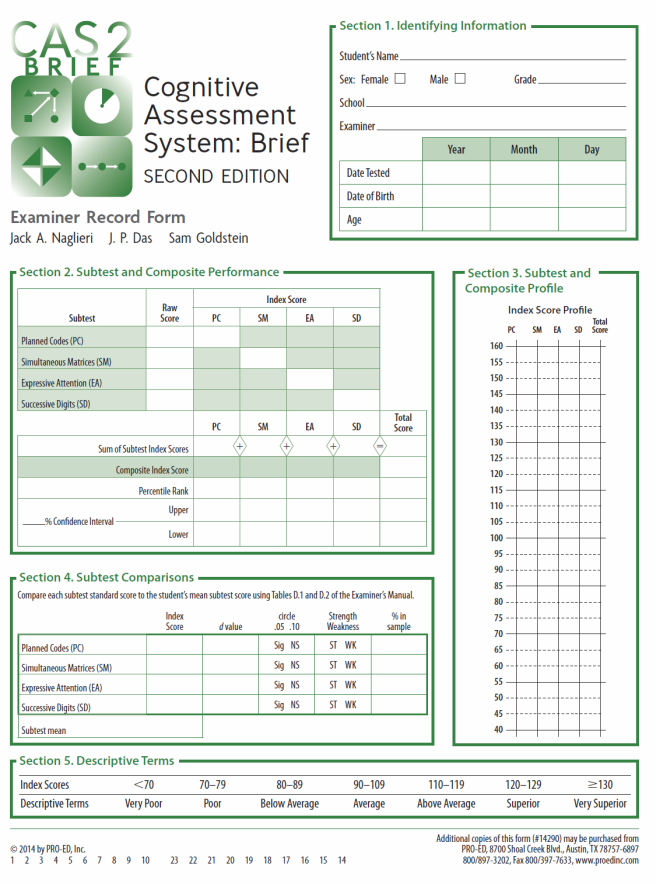 CAS2
BRIEF
Cognitive
Assessment
System: Brief
SECOND EDITION
Examiner Record Form
Jack A. Naglieri J. P. Das Sam Goldstein
Section 1. Identifying Information
Student's Name
Sex: Female Male Grade
School
Examiner
Year Month Day
Date Tested
Date of Birth
Age
Section 2. Subtest and Composite Performance
Index Score
Subtest Raw Score PC SM EA SD
Planned Codes (PC)
Simultaneous Matrices (SM)
Expressive Attention (EA)
Successive Digits (SD)
PC SM EA SD Total Score
Sum of Subtest Index Scores + + + =
Composite Index Score
Percentile Rank
Upper
% Confidence Interval
Lower
Section 3. Subtest and
Composite Profile
Index Score Profile
PC SM EA SD Total Score
160
155
150
145
140
135
130
125
120
115
110
105
100
95
90
85
80
75
70
65
60
55
50
45
40
Section 4. Subtest Comparisons
Compare each subtest standard score to the student's mean subtest score using Tables D.1 and D.2 of the Examiner's Manual.
Index circle Strength % in
Score d value .05 .10 Weakness sample
Planned Codes (PC) Sig NS ST WK
Simultaneous Matrices (SM) Sig NS ST WK
Expressive Attention (EA) Sig NS ST WK
Successive Digits (SD) Sig NS ST WK
Subtest mean
Section 5. Descriptive Terms
Index Scores <70 70–79 80–89 90–109 110–119 120–129 ≥130
Descriptive Terms Very Poor Poor Below Average Average Above Average Superior Very Superior
© 2014 by PRO-ED, Inc.
1 2 3 4 5 6 7 8 9 10 23 22 21 20 19 18 17 16 15 14
Additional copies of this form (#14290) may be purchased from
PRO-ED, 8700 Shoal Creek Blvd., Austin, TX 78757-6897
800/897-3202, Fax 800/397-7633, www.proedinc.com